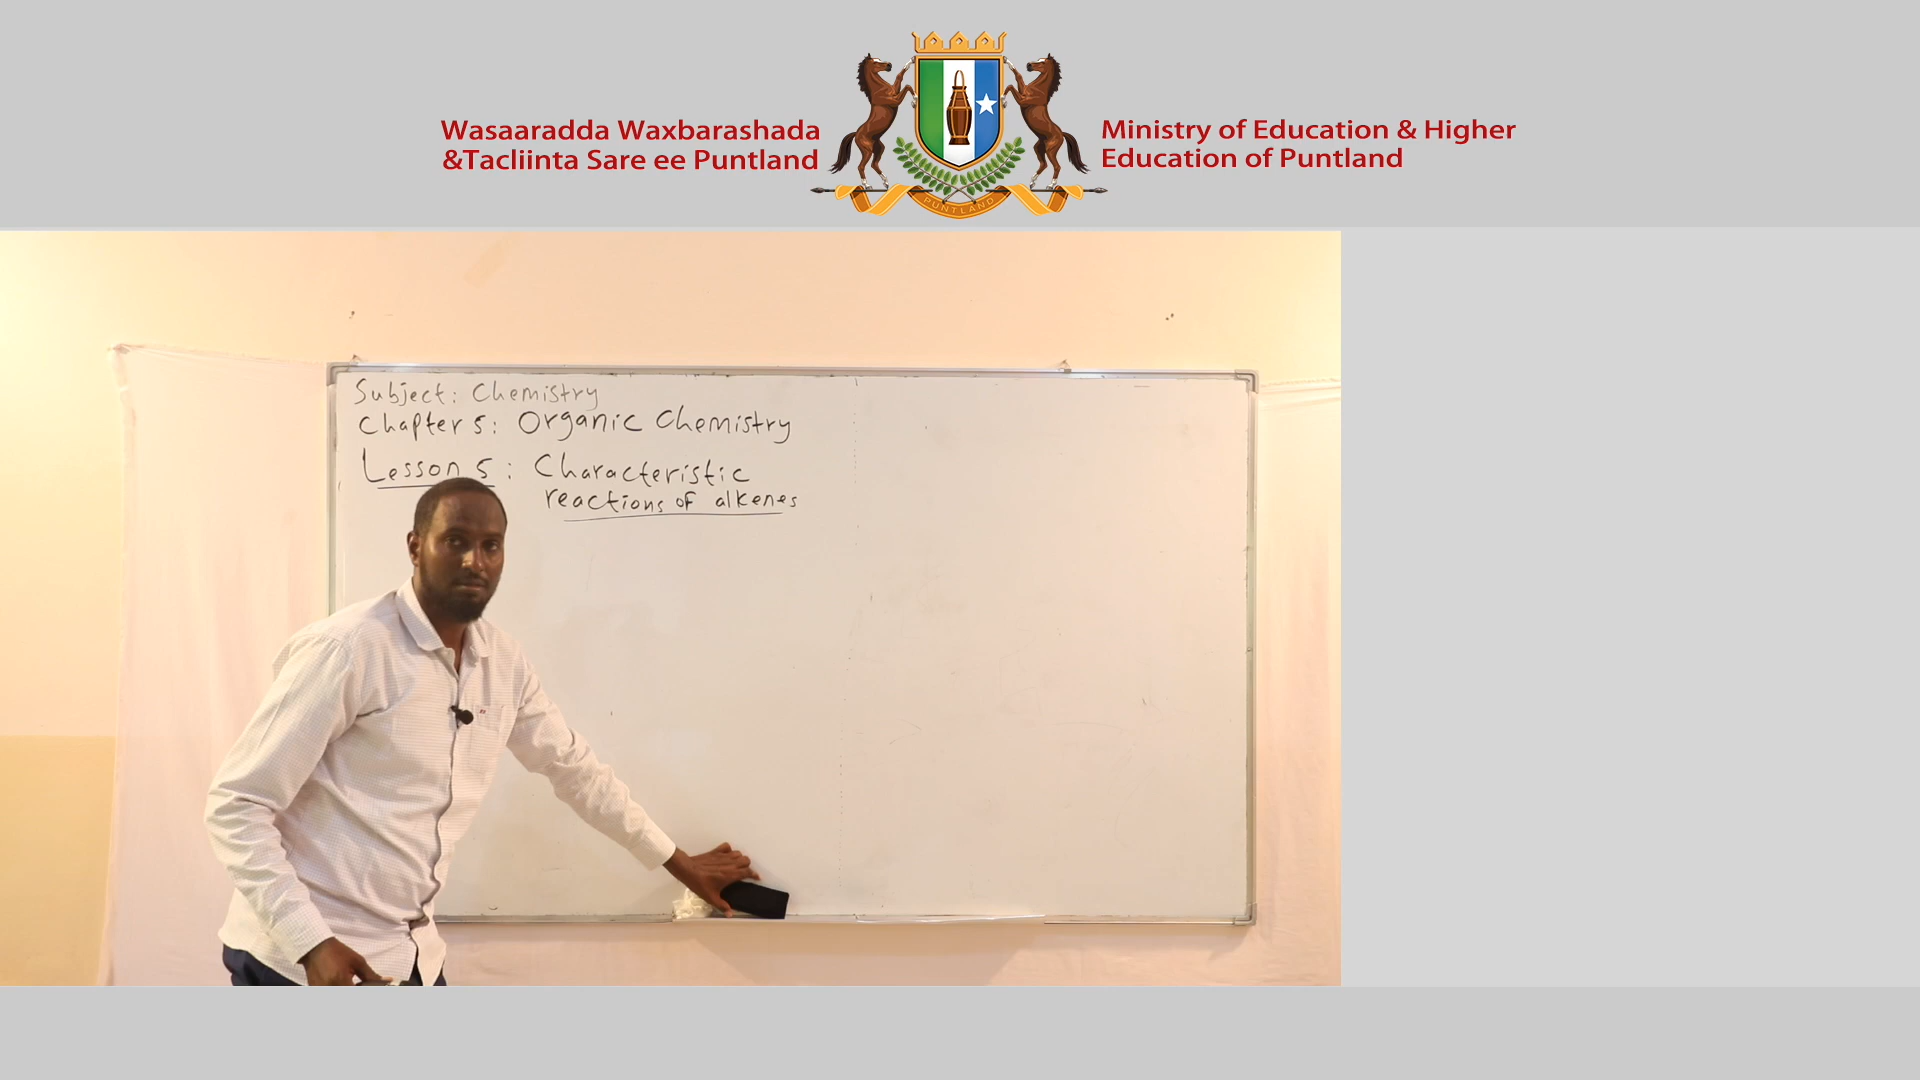 Wasaaradda Waxbarashada
&Tacliinta Sare ee Puntland
PUNTLAND
Ministry of Education & Higher
Education of Puntland
Subject: Chemistry
Chapter 5: Organic Chemistry
Lesson 5: Characteristic
reactions of alkenes